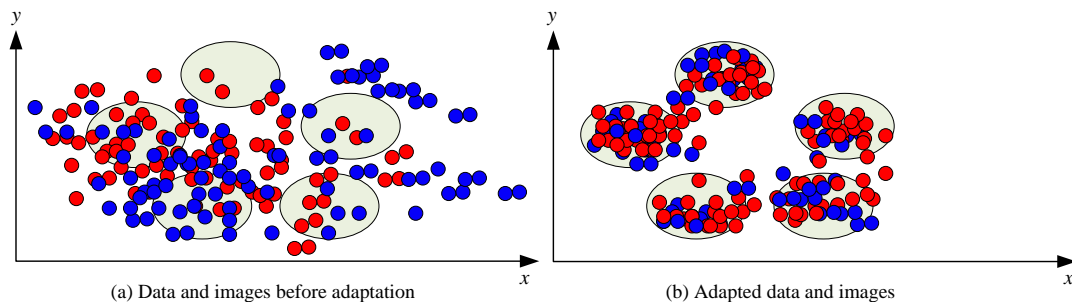 y
x
(a) Data and images before adaptation
y
x
(b) Adapted data and images